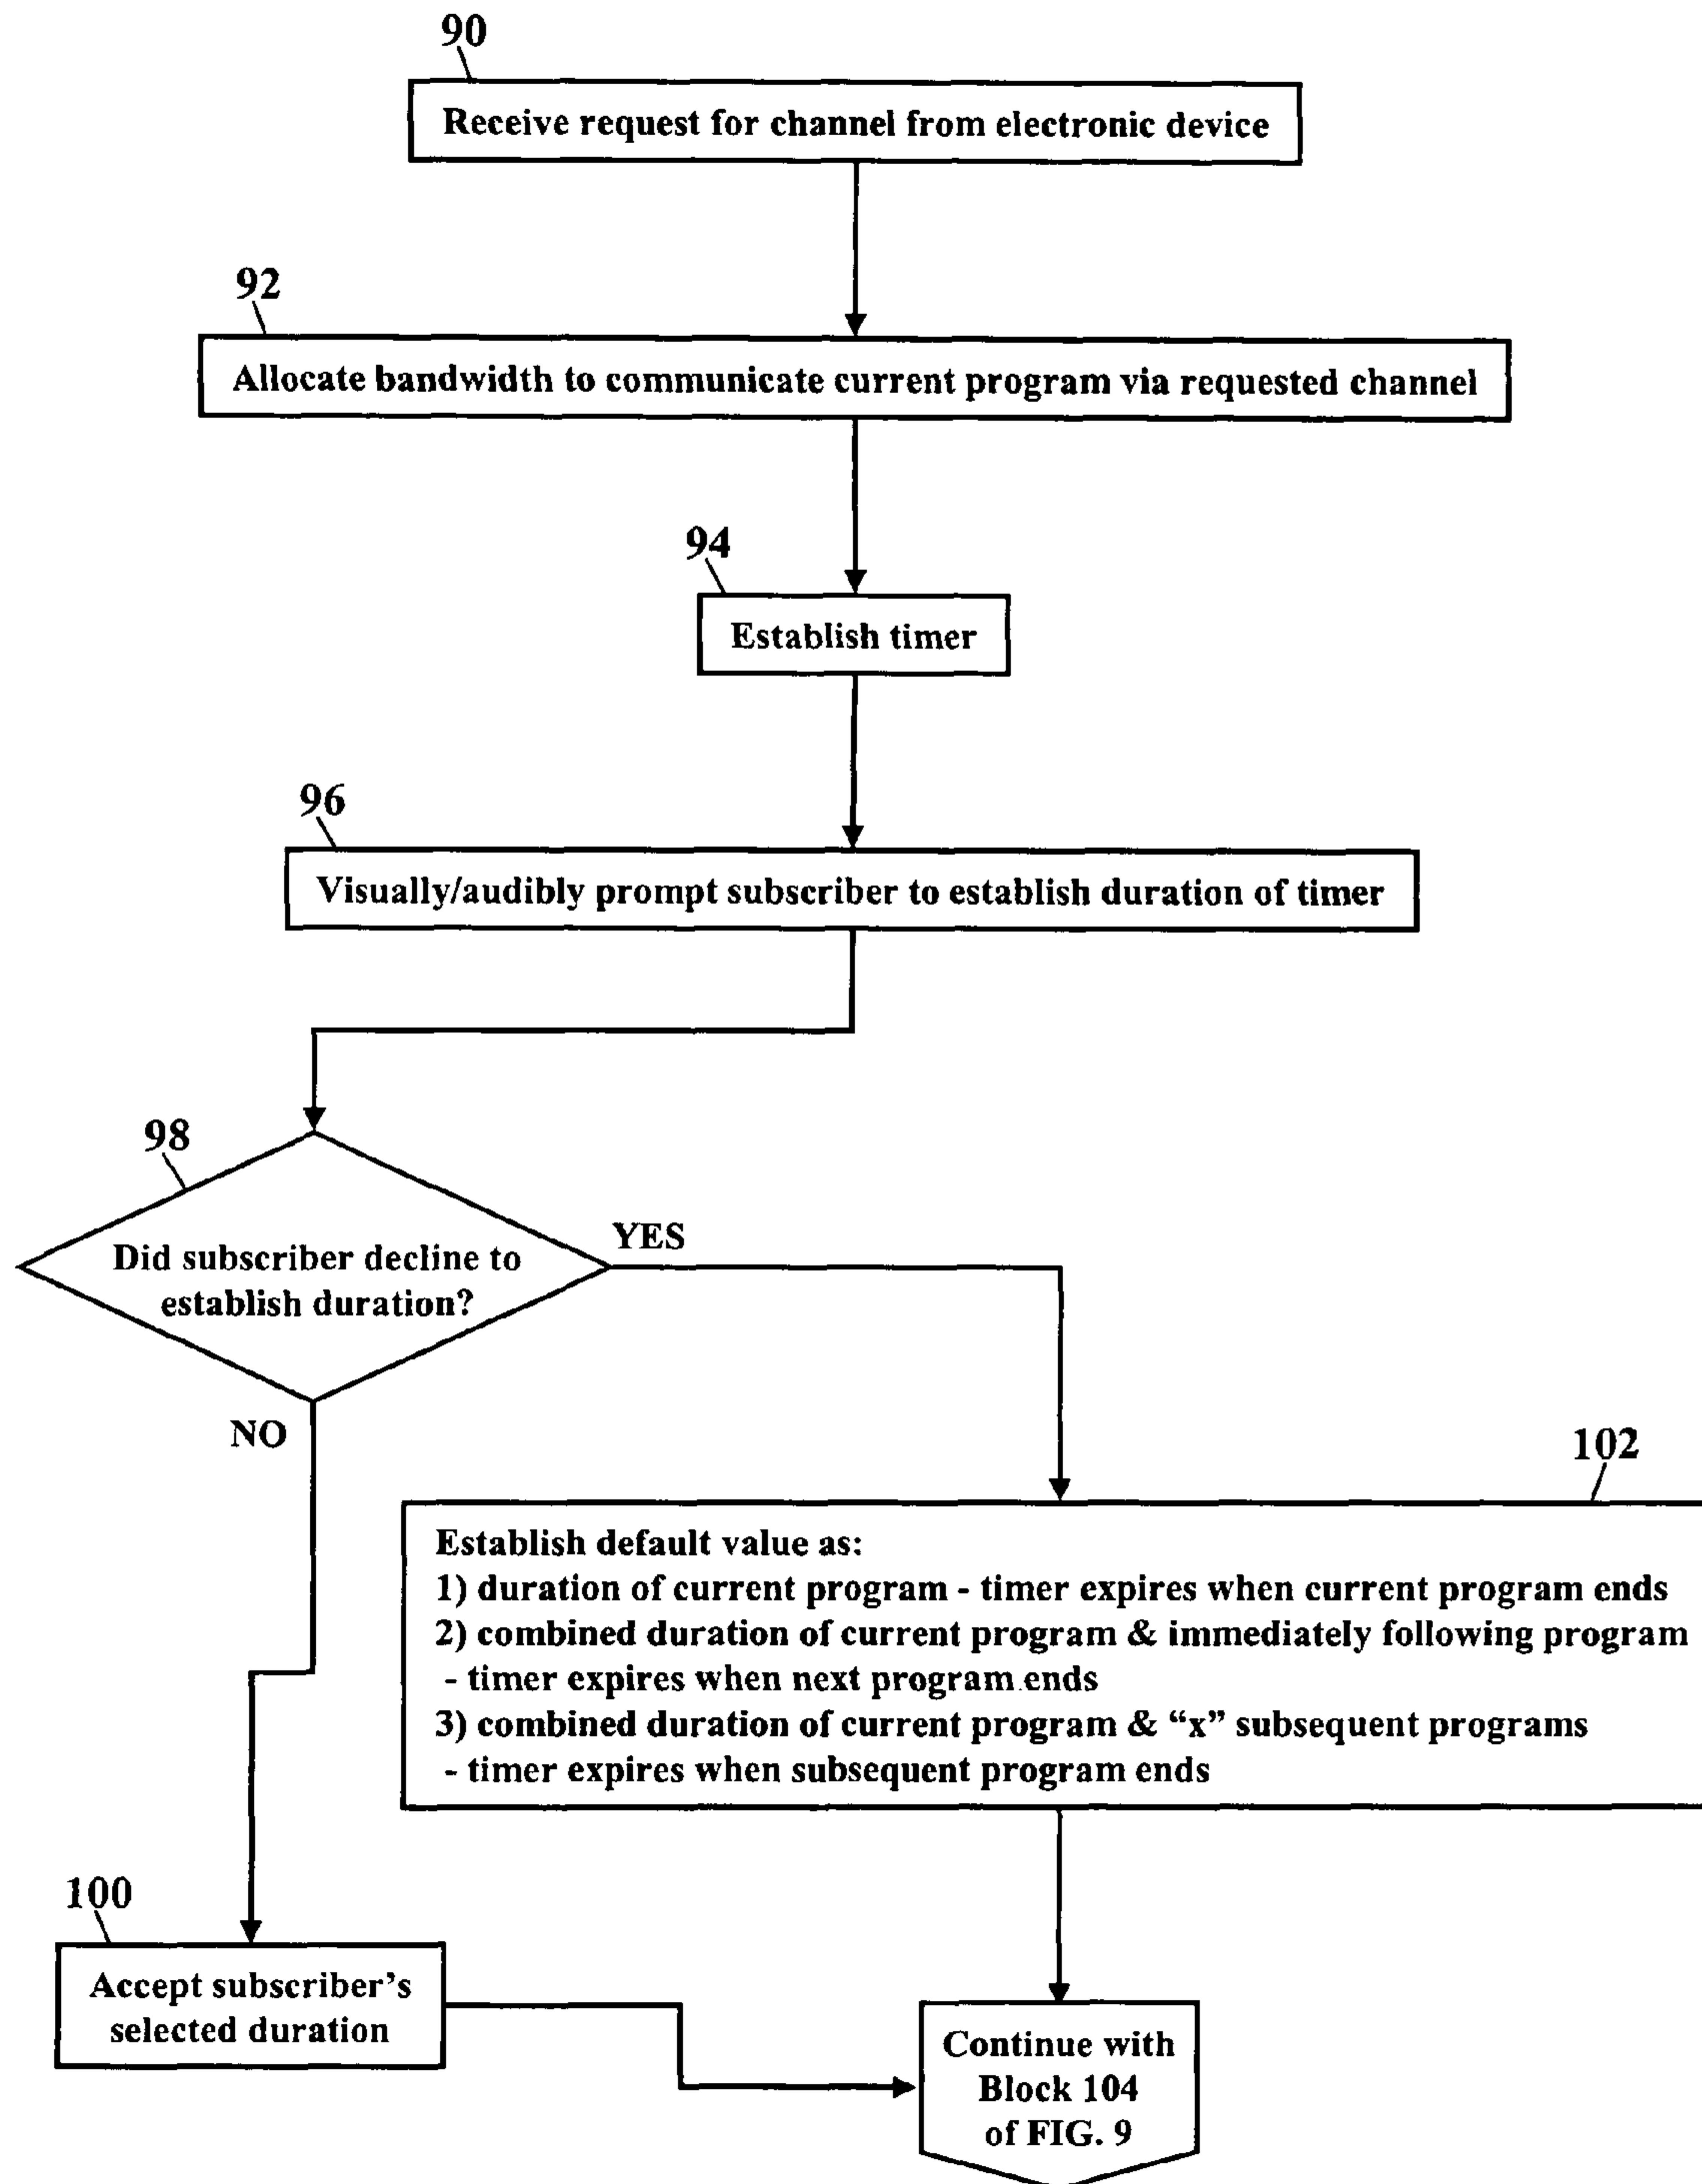 90
Receive request for channel from electronic device
92
Allocate bandwidth to communicate current program via requested channel
94
Establish timer
96
Visually/audibly prompt subscriber to establish duration of timer
98
Did subscriber decline to
establish duration?
YES
NO
102
Establish default value as:
1) duration of current program - timer expires when current program ends
2) combined duration of current program & immediately following program
- timer expires when next program ends
3) combined duration of current program & “x” subsequent programs
- timer expires when subsequent program ends
100
Accept subscriber’s
selected duration
Continue with
Block 104
of FIG. 9